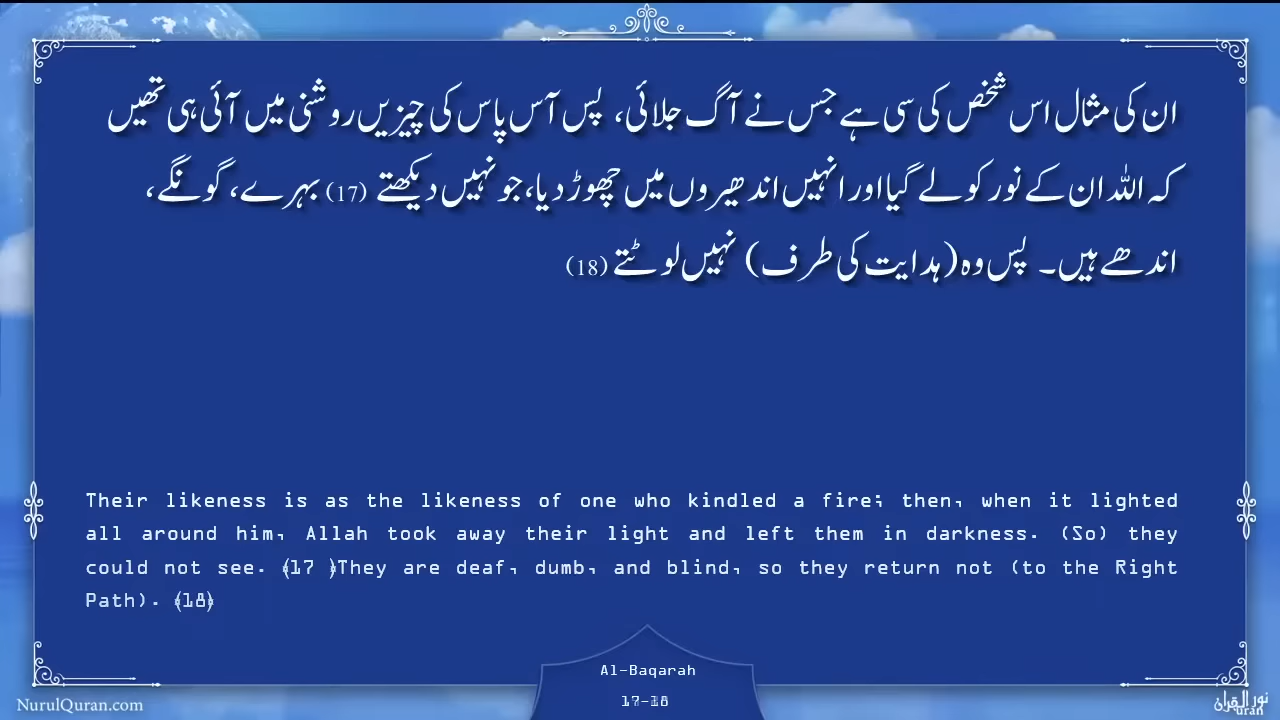 ان کی مثال اس شخص کی سی ہے جس نے آگ جلائی، پس آس پاس کی چیزیں روشنی میں آئی ہی تھیں
کہ اللہ ان کے نور کو لے گیا اور انہیں اندھیروں میں چھوڑ دیا، جو نہیں دیکھتے (17) بہرے، گونگے،
اندھے ہیں۔ پس وہ (ہدایت کی طرف) نہیں لوٹتے (18)
Their likeness is as the likeness of one who kindled a fire; then, when it lighted
all around him, Allah took away their light and left them in darkness. (So) they
could not see. ﴾17 ﴿They are deaf, dumb, and blind, so they return not (to the Right
Path). ﴾18﴿
Al-Baqarah
17-18
NurulQuran.com
نور القرآن
uran